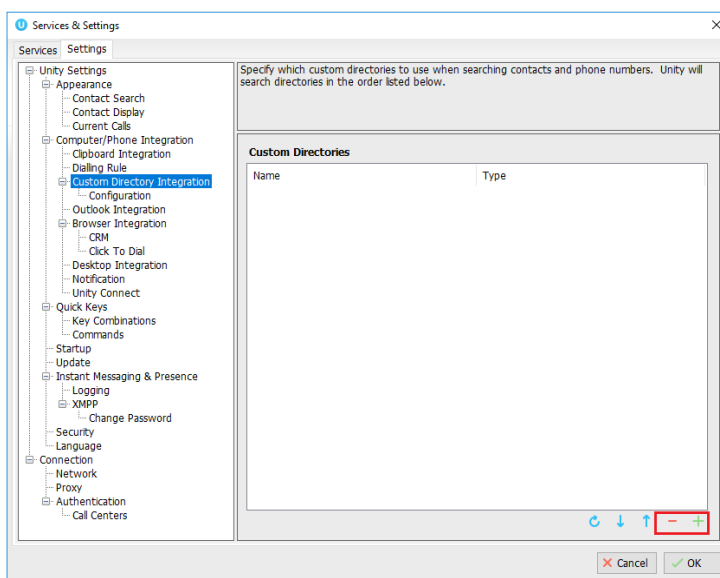 Services & Settings
Services Settings
Unity Settings
Appearance
Contact Search
Contact Display
Current Calls
Computer/Phone Integration
Clipboard Integration
Dialling Rule
Custom Directory Integration
Configuration
Outlook Integration
Browser Integration
CRM
Click To Dial
Desktop Integration
Notification
Unity Connect
Quick Keys
Key Combinations
Commands
Startup
Update
Instant Messaging & Presence
Logging
XMPP
Change Password
Security
Language
Connection
Network
Proxy
Authentication
Call Centers
Specify which custom directories to use when searching contacts and phone numbers. Unity will
search directories in the order listed below.
Custom Directories
Name Type
Cancel OK